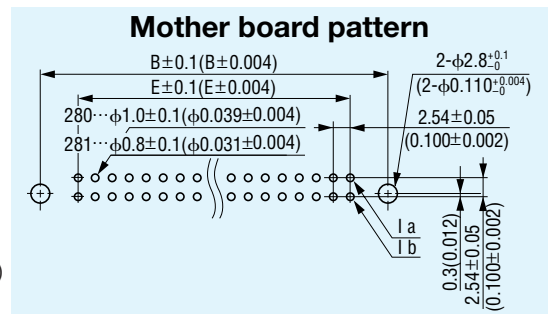 Mother board pattern
B±0.1(B±0.004)
2-φ2.8+0.1 −0
(2-φ0.110+0.004 −0)
E±0.1(E±0.004)
280···φ1.0±0.1(φ0.039±0.004)
2.54±0.05
(0.100±0.002)
281···φ0.8±0.1(φ0.031±0.004)
I a
I b
0.3(0.012)
2.54±0.05
(0.100±0.002)
)